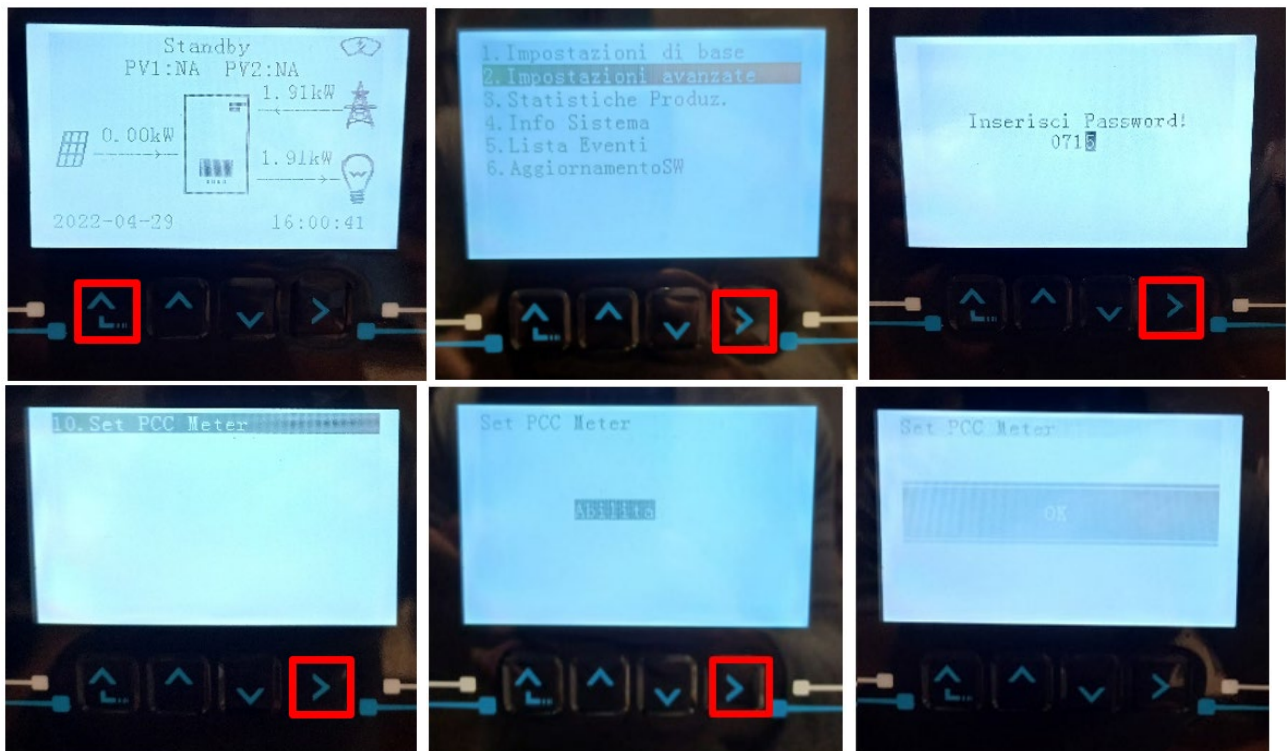 Standby
PV1:NA PV2:NA
1.91kW
0.00kW
1.91kW
2022-04-29 16:00:41
1.Impostazioni di base
2.Impostazioni avanzate
3.Statistiche Produz.
4.Info Sistema
5.Lista Eventi
6.AggiornamentoSW
Inserisci Password!
0715
10.Set PCC Meter
Set PCC Meter
Abilita
Set PCC Meter
OK